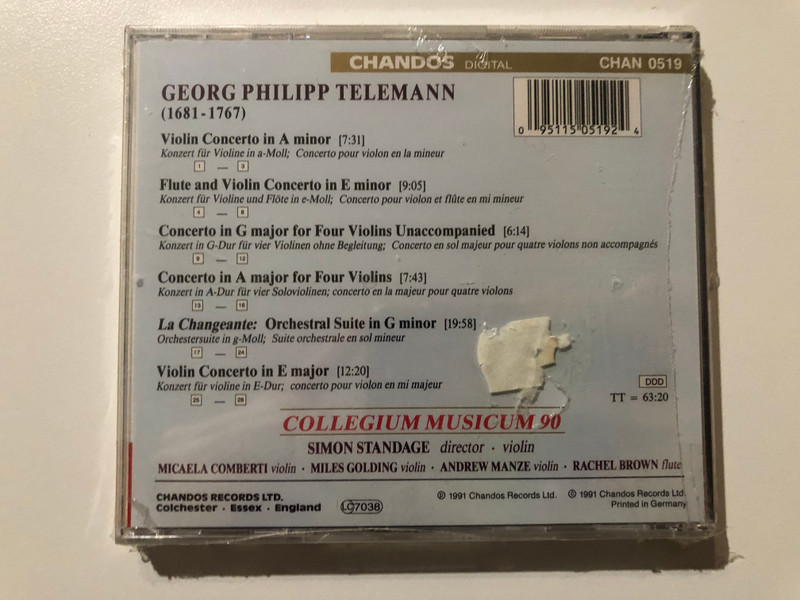 CHANDOS DIGITAL CHAN 0519
GEORG PHILIPP TELEMANN
(1681-1767)
0 95115 05192 4
Violin Concerto in A minor [7:31]
Konzert für Violine in a-Moll; Concerto pour violon en la mineur
1 — 3
Flute and Violin Concerto in E minor [9:05]
Konzert für Violine und Flöte in e-Moll; Concerto pour violon et flûte en mi mineur
4 — 8
Concerto in G major for Four Violins Unaccompanied [6:14]
Konzert in G-Dur für vier Violinen ohne Begleitung; Concerto en sol majeur pour quatre violons non accompagnés
9 — 12
Concerto in A major for Four Violins [7:43]
Konzert in A-Dur für vier Soloviolinen; concerto en la majeur pour quatre violons
13 — 16
La Changeante: Orchestral Suite in G minor [19:58]
Orchestersuite in g-Moll; Suite orchestrale en sol mineur
17 — 24
Violin Concerto in E major [12:20]
Konzert für violine in E-Dur; concerto pour violon en mi majeur
25 — 28
DDD
TT = 63:20
COLLEGIUM MUSICUM 90
SIMON STANDAGE director · violin
MICAELA COMBERTI violin · MILES GOLDING violin · ANDREW MANZE violin · RACHEL BROWN flute
CHANDOS RECORDS LTD.
Colchester · Essex · England
LC7038
℗ 1991 Chandos Records Ltd. © 1991 Chandos Records Ltd.
Printed in Germany